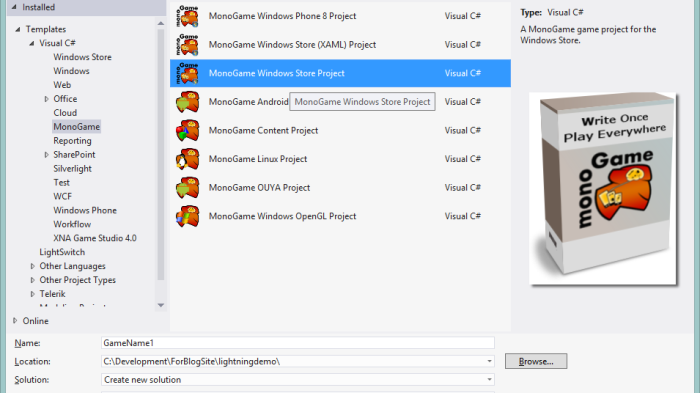 Installed
Templates
Visual C#
Windows Store
Windows
Web
Office
Cloud
MonoGame
Reporting
SharePoint
Silverlight
Test
WCF
Windows Phone
Workflow
XNA Game Studio 4.0
LightSwitch
Other Languages
Other Project Types
Telerik
Online
MonoGame Windows Phone 8 Project Visual C#
MonoGame Windows Store (XAML) Project Visual C#
MonoGame Windows Store Project Visual C#
MonoGame Android MonoGame Windows Store Project Visual C#
MonoGame Content Project Visual C#
MonoGame Linux Project Visual C#
MonoGame OUYA Project Visual C#
MonoGame Windows OpenGL Project Visual C#
Type: Visual C#
A MonoGame game project for the
Windows Store.
Write Once
Play Everywhere
monoGame
Name: GameName1
Location: C:\Development\ForBlogSite\lightningdemo\
Browse...
Solution: Create new solution